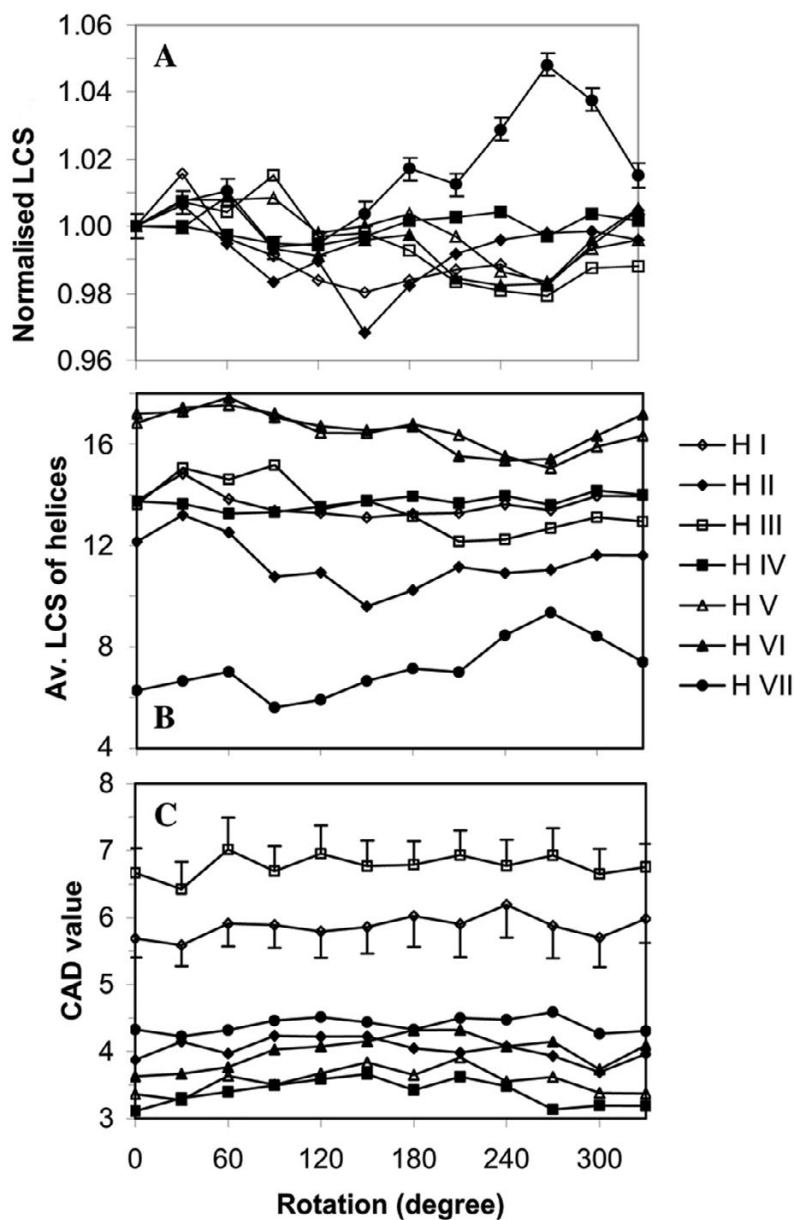 A
Normalised LCS
1.06
1.04
1.02
1.00
0.98
0.96
B
Av. LCS of helices
16
12
8
4
H I
H II
H III
H IV
H V
H VI
H VII
C
CAD value
8
7
6
5
4
3
0 60 120 180 240 300
Rotation (degree)